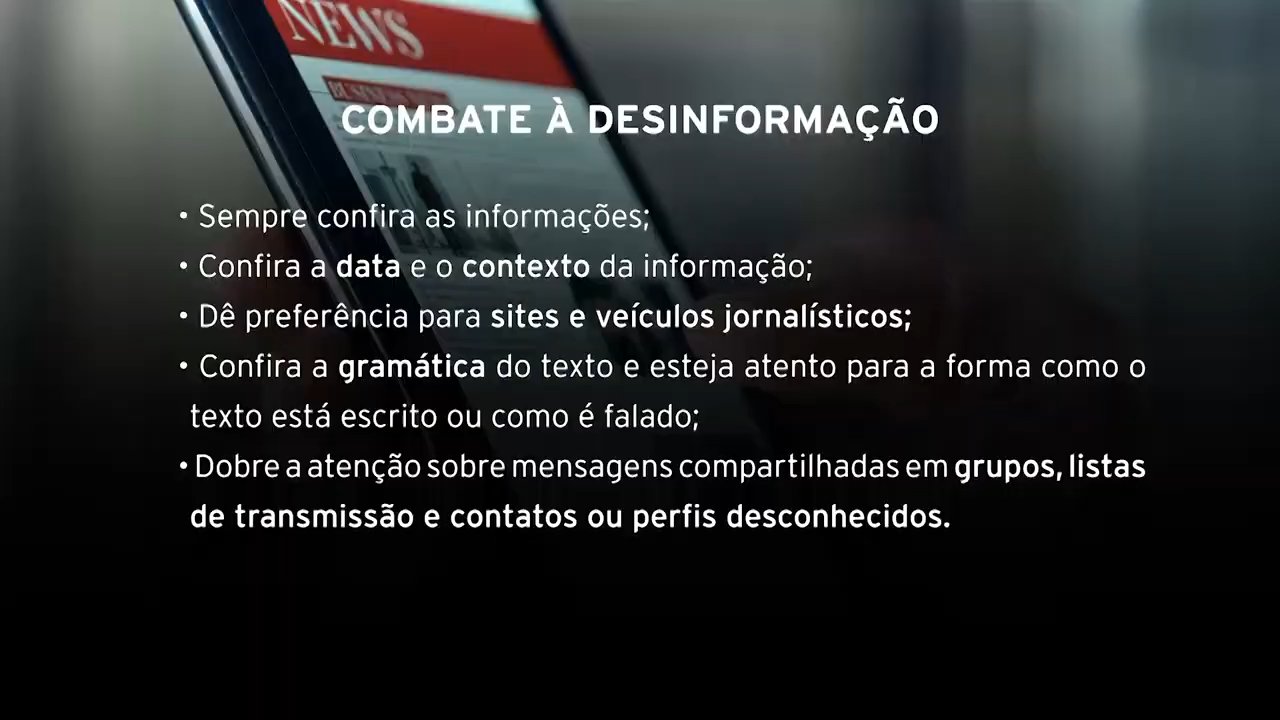 NEWS
BUSINESS
COMBATE À DESINFORMAÇÃO
• Sempre confira as informações;
• Confira a data e o contexto da informação;
• Dê preferência para sites e veículos jornalísticos;
• Confira a gramática do texto e esteja atento para a forma como o
texto está escrito ou como é falado;
• Dobre a atenção sobre mensagens compartilhadas em grupos, listas
de transmissão e contatos ou perfis desconhecidos.